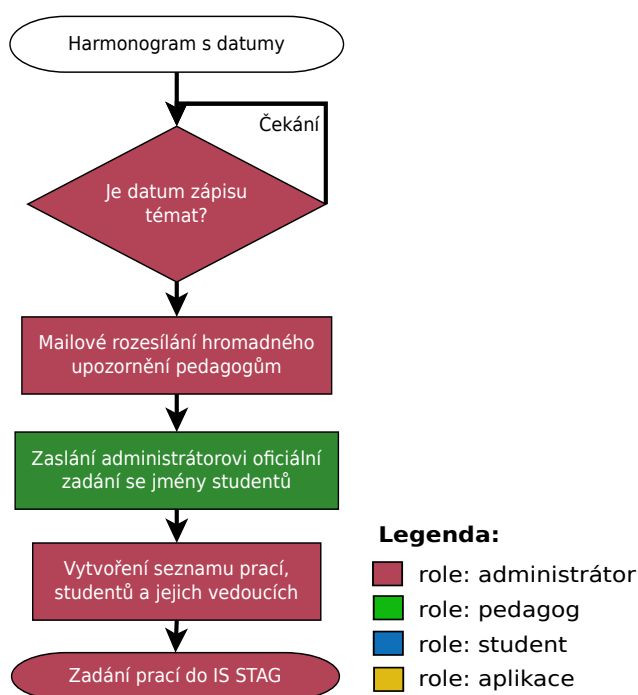 Harmonogram s datumy
Čekání
Je datum zápisu
témat?
Mailové rozesílání hromadného
upozornění pedagogům
Zaslání administrátorovi oficiální
zadání se jmény studentů
Vytvoření seznamu prací,
studentů a jejich vedoucích
Zadání prací do IS STAG
Legenda:
role: administrátor
role: pedagog
role: student
role: aplikace